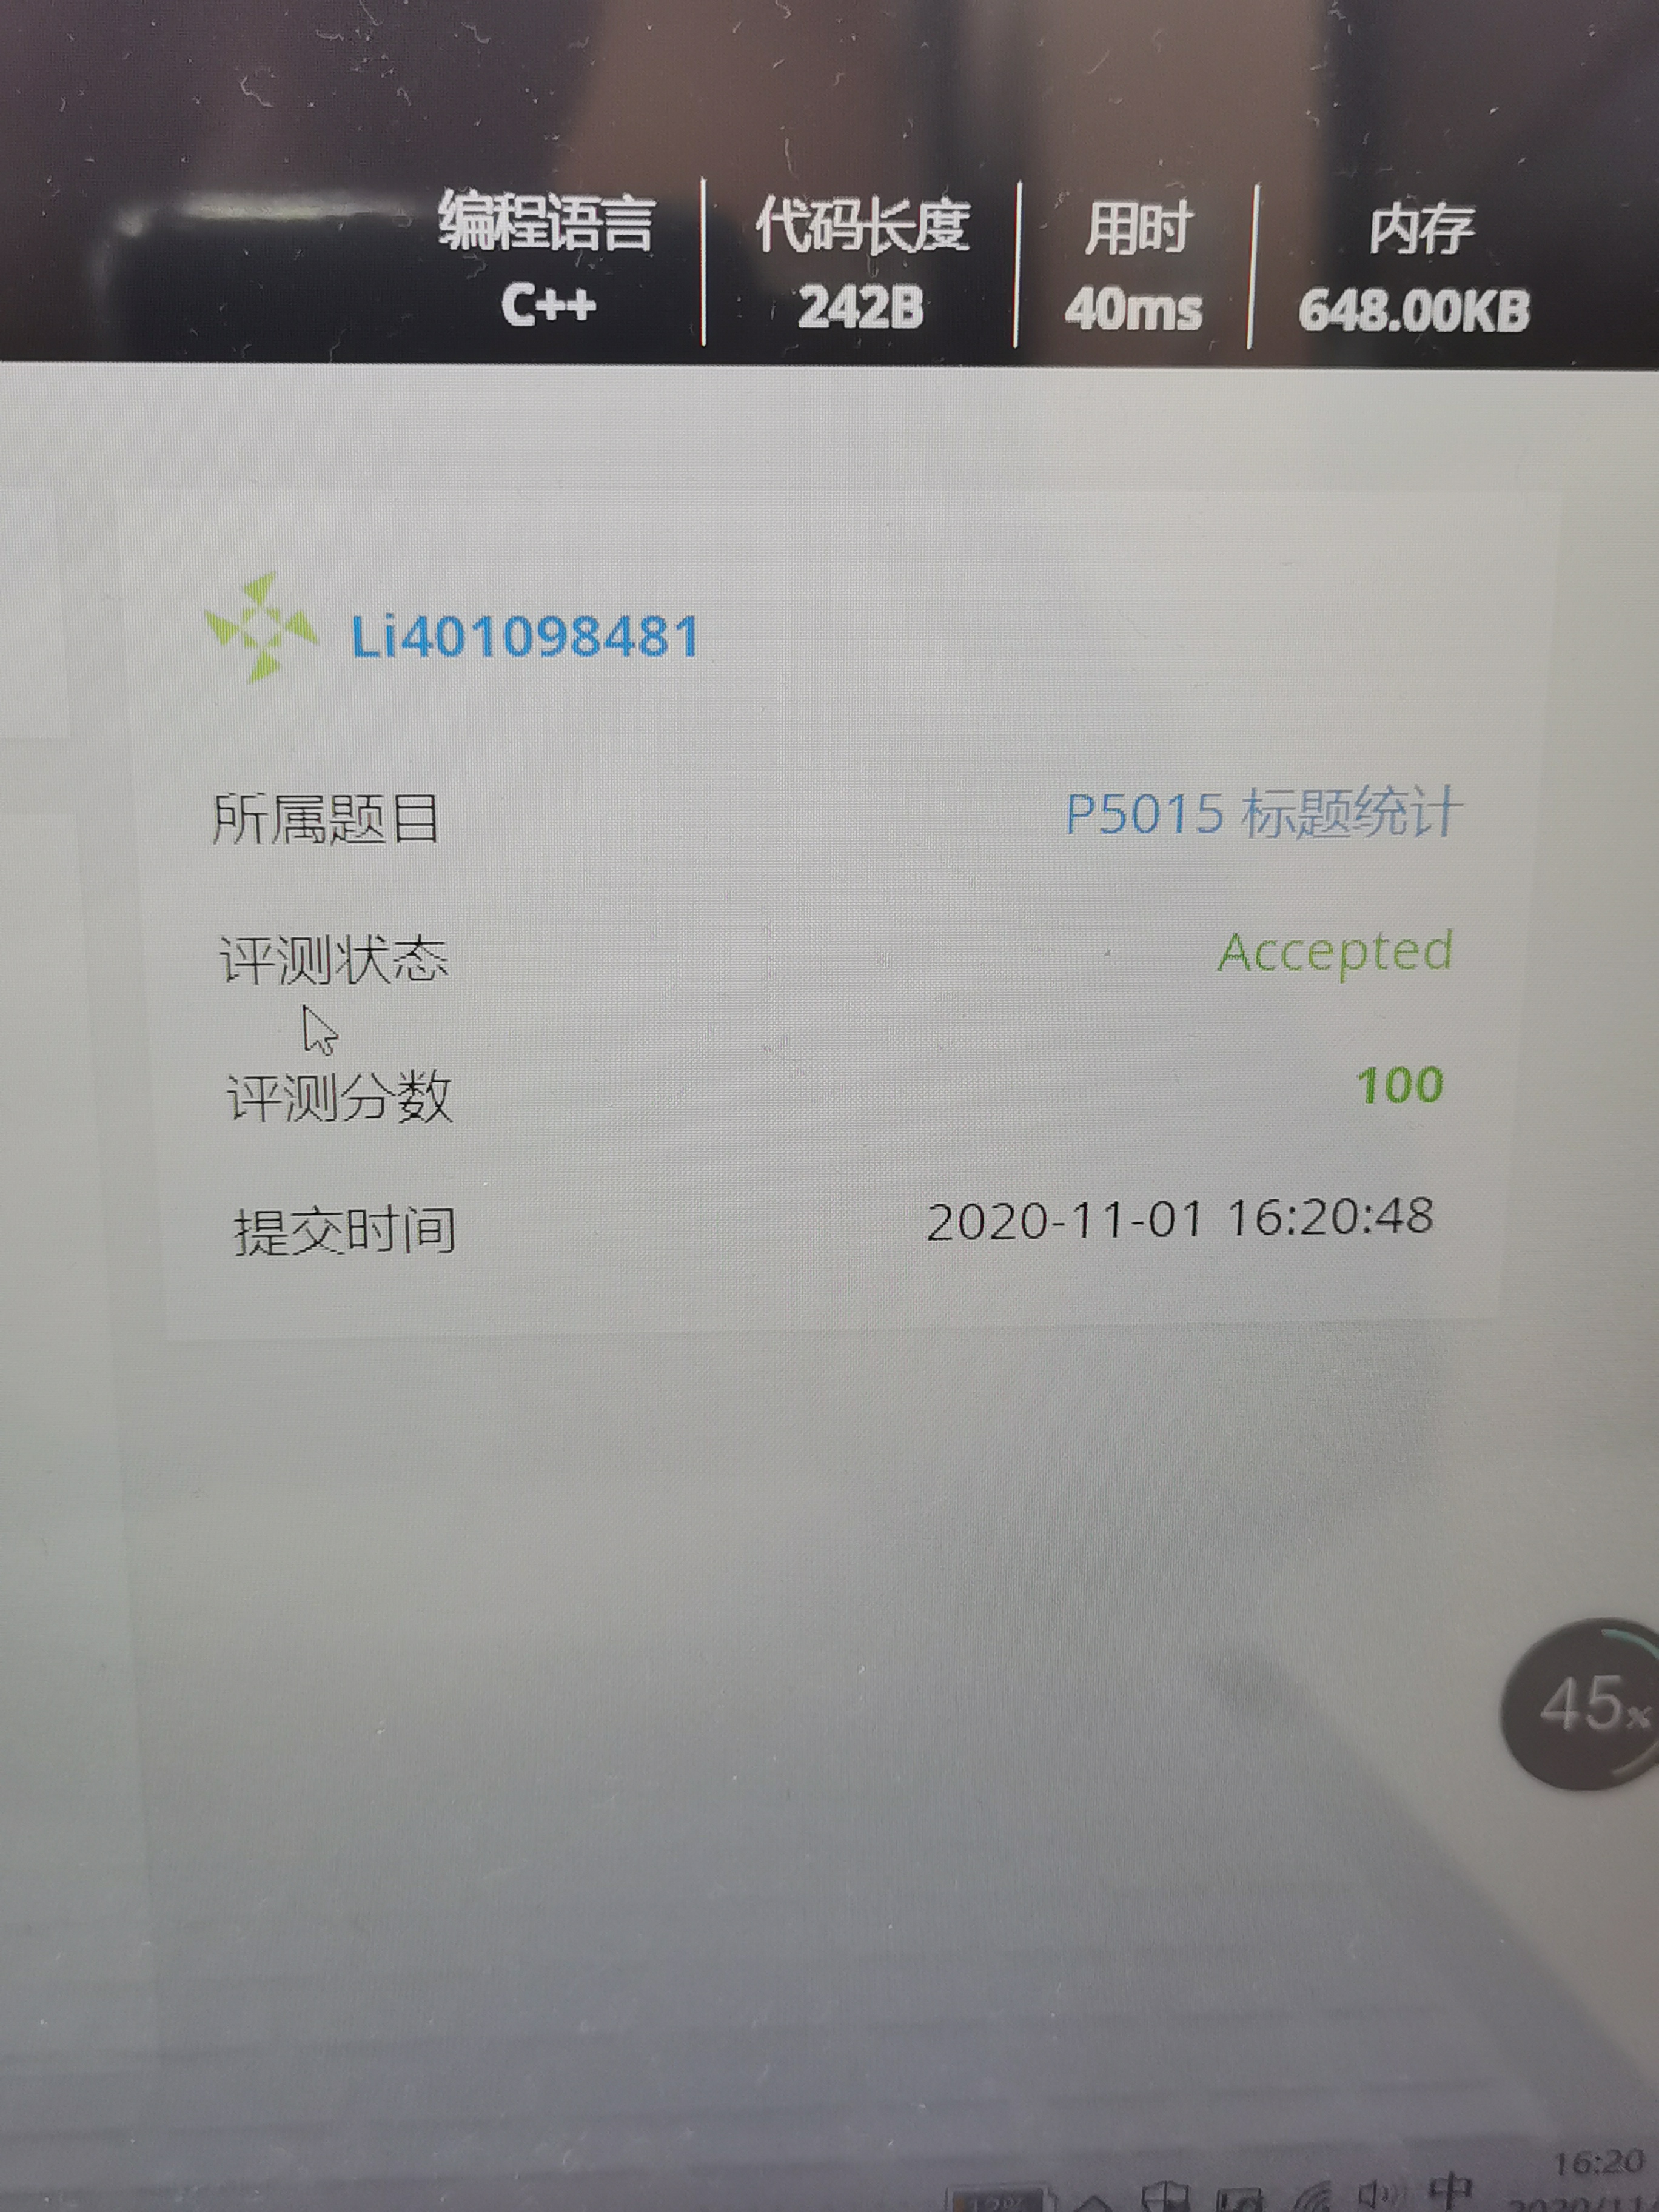 编程语言 代码长度 用时 内存
C++ 242B 40ms 648.00KB
Li401098481
所属题目 P5015 标题统计
评测状态 Accepted
评测分数 100
提交时间 2020-11-01 16:20:48
45x
16:20
中